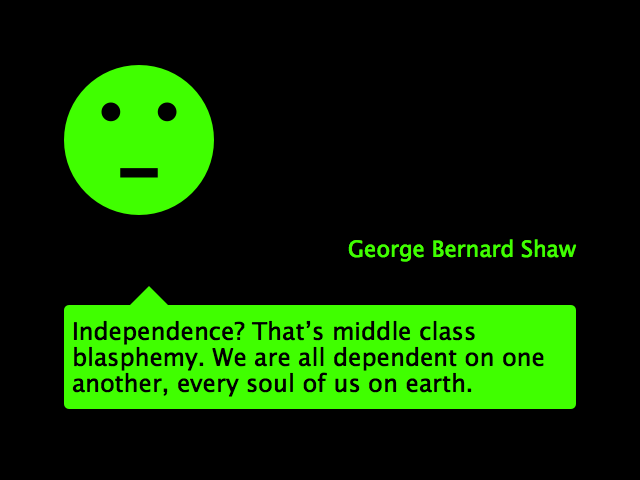 George Bernard Shaw
Independence? That’s middle class
blasphemy. We are all dependent on one
another, every soul of us on earth.